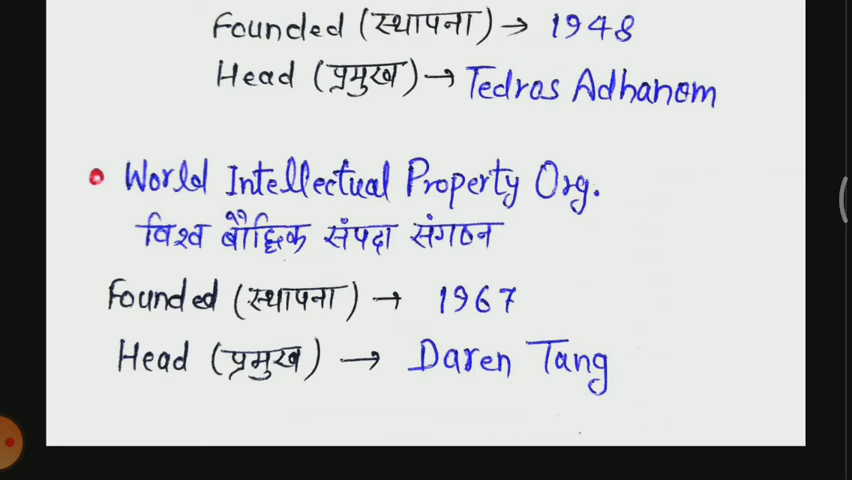 Founded (स्थापना) → 1948
Head (प्रमुख) → Tedros Adhanom
• World Intellectual Property Org.
विश्व बौद्धिक संपदा संगठन
Founded (स्थापना) → 1967
Head (प्रमुख) → Daren Tang